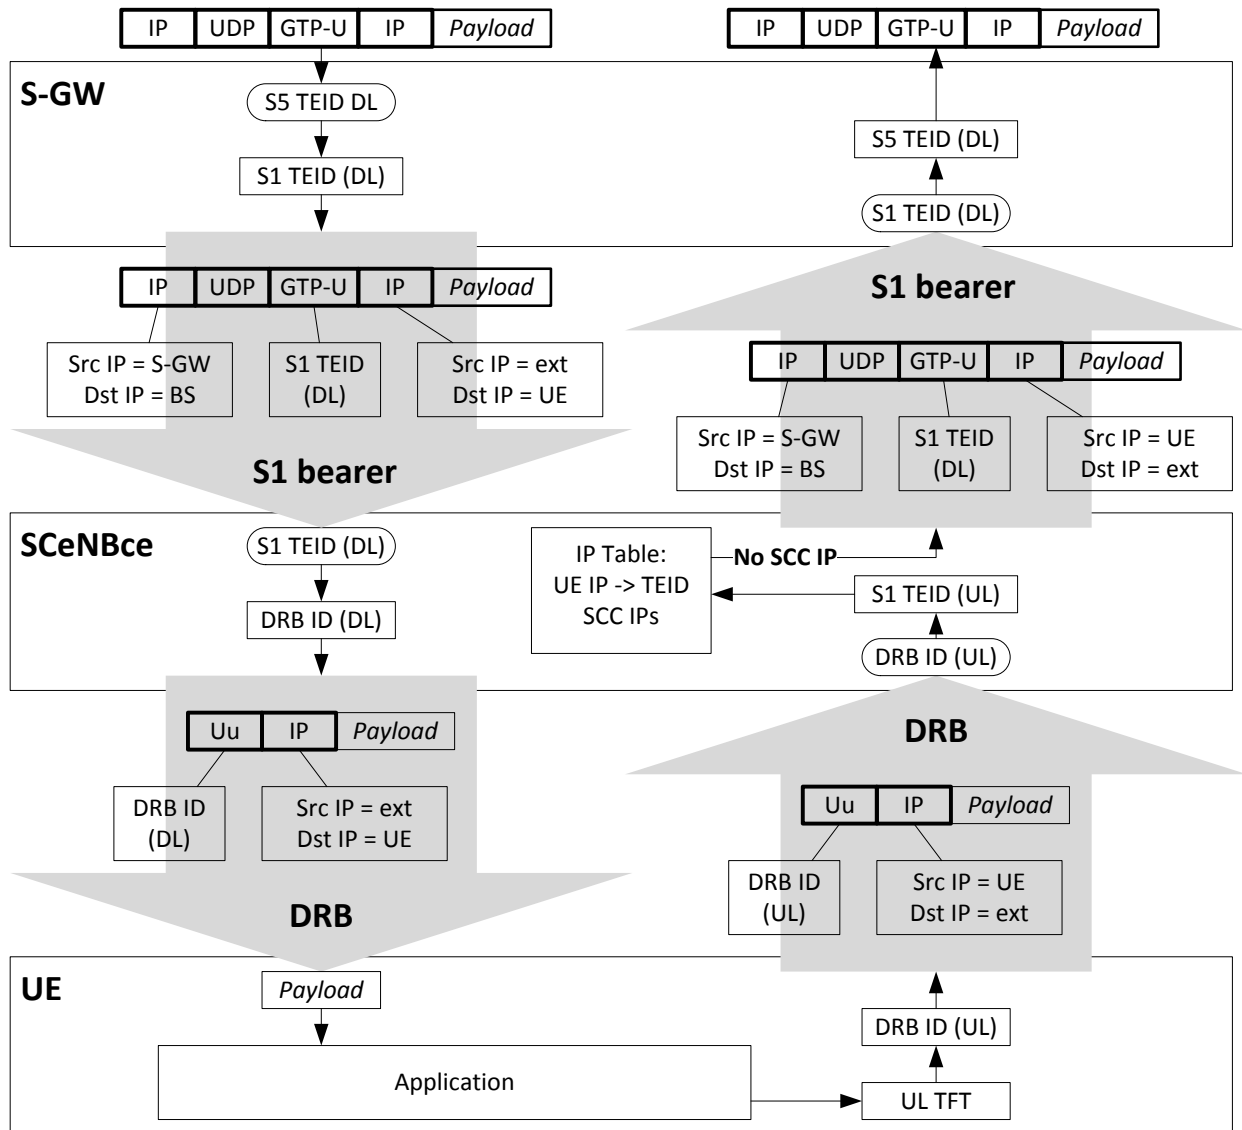 IP UDP GTP-U IP Payload
IP UDP GTP-U IP Payload
S-GW
S5 TEID DL
S1 TEID (DL)
S5 TEID (DL)
S1 TEID (DL)
IP UDP GTP-U IP Payload
Src IP = S-GW
Dst IP = BS
S1 TEID
(DL)
Src IP = ext
Dst IP = UE
S1 bearer
S1 bearer
IP UDP GTP-U IP Payload
Src IP = S-GW
Dst IP = BS
S1 TEID
(DL)
Src IP = UE
Dst IP = ext
SCeNBce
S1 TEID (DL)
DRB ID (DL)
IP Table:
UE IP -> TEID
SCC IPs
No SCC IP
S1 TEID (UL)
DRB ID (UL)
Uu IP Payload
DRB ID
(DL)
Src IP = ext
Dst IP = UE
DRB
DRB
Uu IP Payload
DRB ID
(UL)
Src IP = UE
Dst IP = ext
UE
Payload
Application
DRB ID (UL)
UL TFT